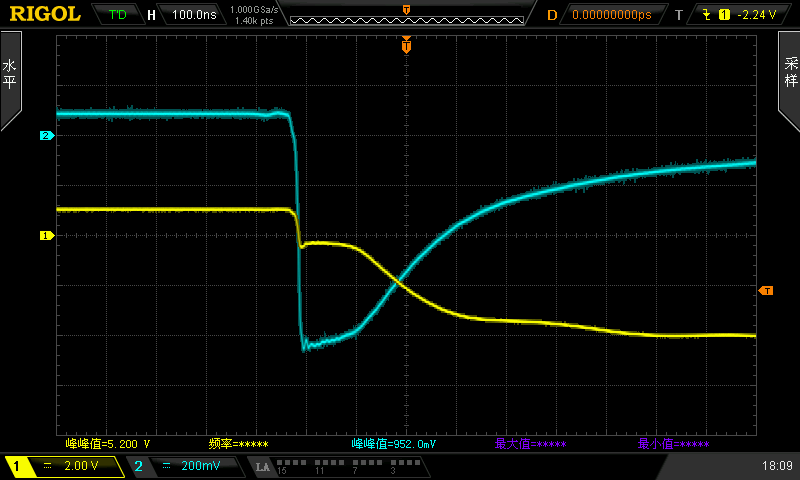 RIGOL T'D H 100.0ns 1.000GSa/s D 0.00000000ps T 1 -2.24 V
1.40k pts
T
T
水平
采样
2
1
T
峰峰值=5.200 V 频率=***** 峰峰值=952.0mV 最大值=***** 最小值=*****
1 2.00 V 2 200mV LA 15 11 7 3 18:09